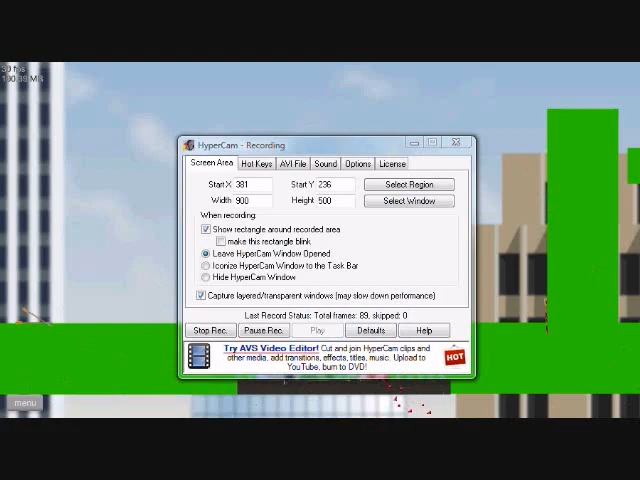 30 fps
HyperCam - Recording
Screen Area Hot Keys AVI File Sound Options License
Start X 381 Start Y 236 Select Region
Width 900 Height 500 Select Window
When recording:
Show rectangle around recorded area
make this rectangle blink
Leave HyperCam Window Opened
Iconize HyperCam Window to the Task Bar
Hide HyperCam Window
Capture layered/transparent windows (may slow down performance)
Last Record Status: Total frames: 89, skipped: 0
Stop Rec. Pause Rec. Play Defaults Help
Try AVS Video Editor! Cut and join HyperCam clips and
other media, add transitions, effects, titles, music. Upload to
YouTube, burn to DVD!
HOT
menu